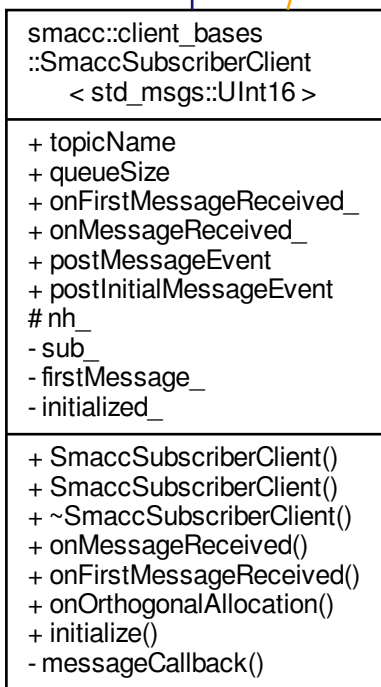 smacc::client_bases
::SmaccSubscriberClient
< std_msgs::UInt16 >
+ topicName
+ queueSize
+ onFirstMessageReceived_
+ onMessageReceived_
+ postMessageEvent
+ postInitialMessageEvent
# nh_
- sub_
- firstMessage_
- initialized_
+ SmaccSubscriberClient()
+ SmaccSubscriberClient()
+ ~SmaccSubscriberClient()
+ onMessageReceived()
+ onFirstMessageReceived()
+ onOrthogonalAllocation()
+ initialize()
- messageCallback()